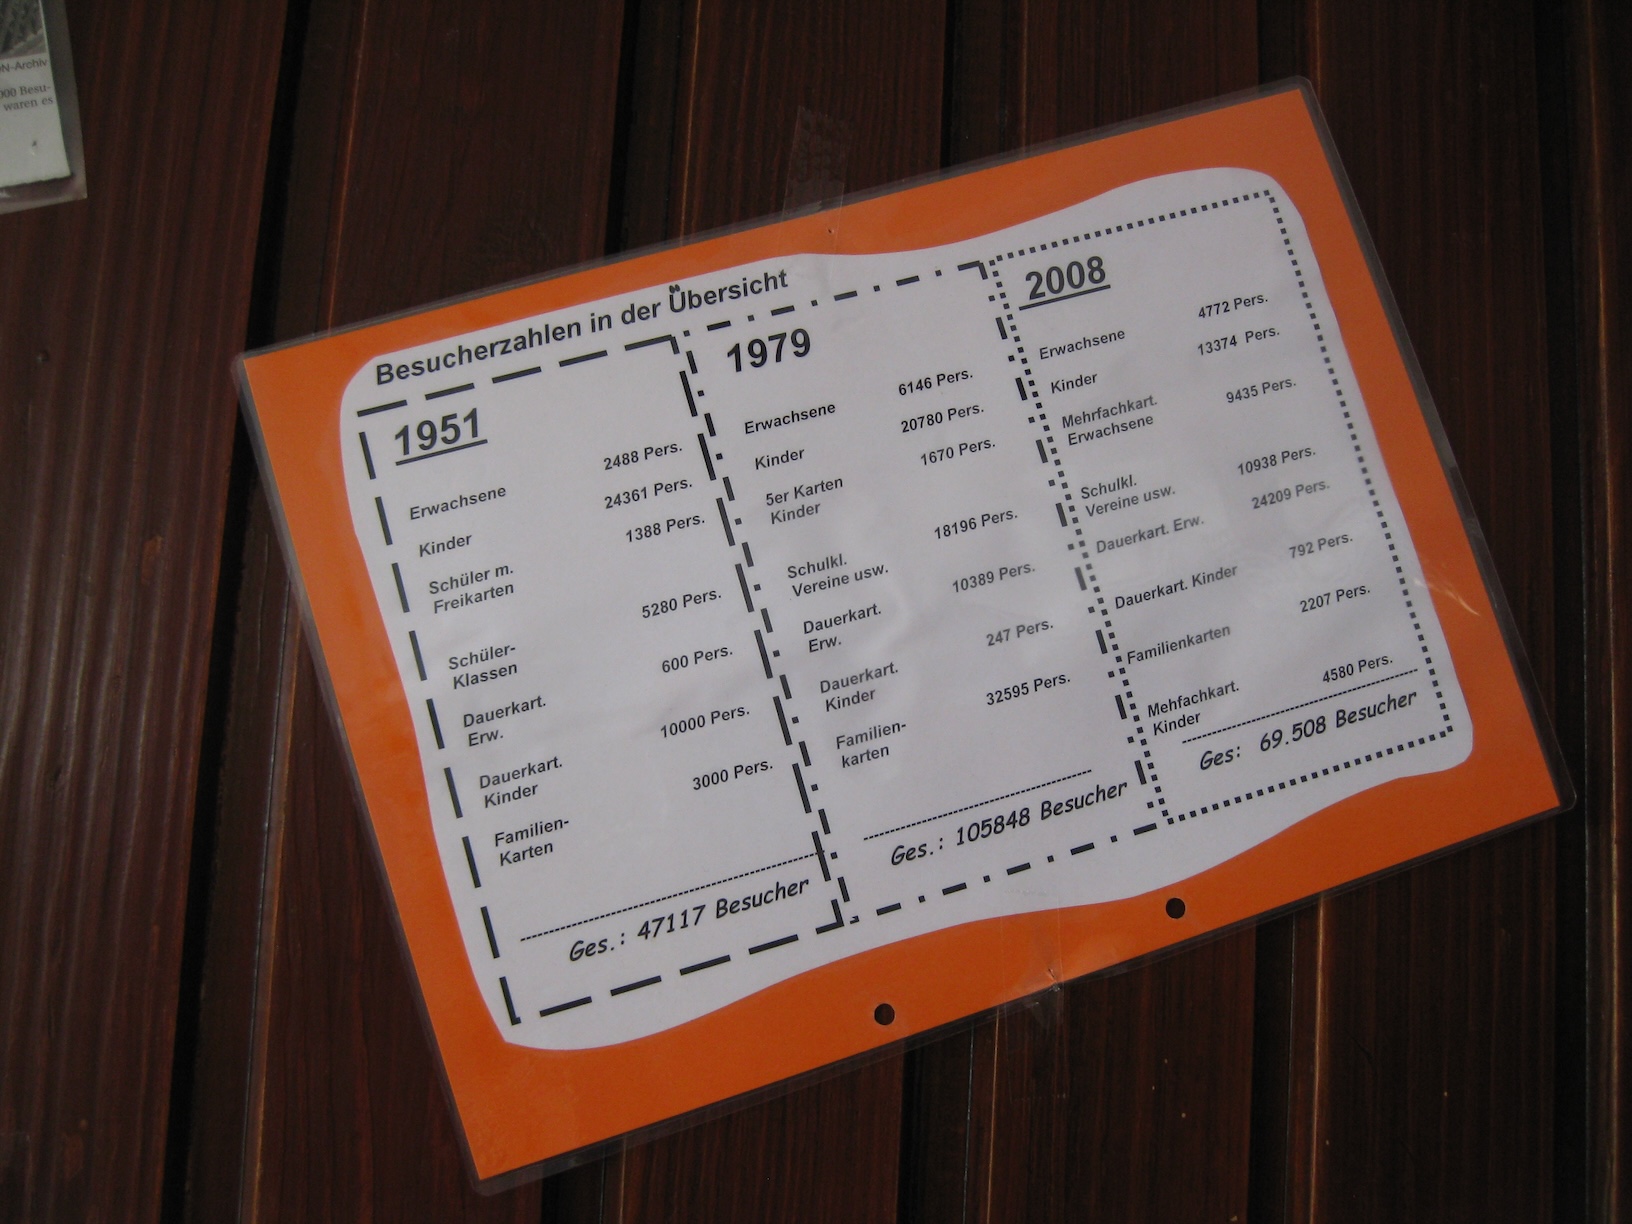 N-Archiv
000 Besu-
waren es
Besucherzahlen in der Übersicht
1951
Erwachsene 2488 Pers.
Kinder 24361 Pers.
Schüler m. 1388 Pers.
Freikarten
Schüler- 5280 Pers.
Klassen
Dauerkart. 600 Pers.
Erw.
Dauerkart. 10000 Pers.
Kinder
Familien- 3000 Pers.
Karten
Ges.: 47117 Besucher
1979
Erwachsene 6146 Pers.
Kinder 20780 Pers.
5er Karten 1670 Pers.
Kinder
Schulkl. 18196 Pers.
Vereine usw.
Dauerkart. 10389 Pers.
Erw.
Dauerkart. 247 Pers.
Kinder
Familien- 32595 Pers.
karten
Ges.: 105848 Besucher
2008
Erwachsene 4772 Pers.
Kinder 13374 Pers.
Mehrfachkart. 9435 Pers.
Erwachsene
Schulkl. 10938 Pers.
Vereine usw.
Dauerkart. Erw. 24209 Pers.
Dauerkart. Kinder 792 Pers.
Familienkarten 2207 Pers.
Mehfachkart. 4580 Pers.
Kinder
Ges: 69.508 Besucher